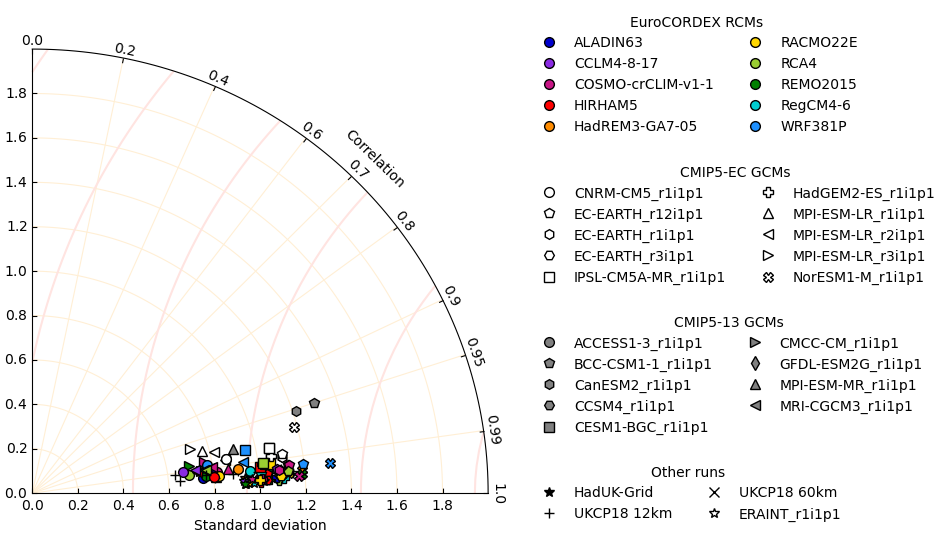 0.0
0.2
0.4
0.6
Correlation
0.7
0.8
0.9
0.95
0.99
1.0
1.8
1.6
1.4
1.2
1.0
0.8
0.6
0.4
0.2
0.0
0.0 0.2 0.4 0.6 0.8 1.0 1.2 1.4 1.6 1.8
Standard deviation
EuroCORDEX RCMs
ALADIN63 RACMO22E
CCLM4-8-17 RCA4
COSMO-crCLIM-v1-1 REMO2015
HIRHAM5 RegCM4-6
HadREM3-GA7-05 WRF381P
CMIP5-EC GCMs
CNRM-CM5_r1i1p1 HadGEM2-ES_r1i1p1
EC-EARTH_r12i1p1 MPI-ESM-LR_r1i1p1
EC-EARTH_r1i1p1 MPI-ESM-LR_r2i1p1
EC-EARTH_r3i1p1 MPI-ESM-LR_r3i1p1
IPSL-CM5A-MR_r1i1p1 NorESM1-M_r1i1p1
CMIP5-13 GCMs
ACCESS1-3_r1i1p1 CMCC-CM_r1i1p1
BCC-CSM1-1_r1i1p1 GFDL-ESM2G_r1i1p1
CanESM2_r1i1p1 MPI-ESM-MR_r1i1p1
CCSM4_r1i1p1 MRI-CGCM3_r1i1p1
CESM1-BGC_r1i1p1
Other runs
HadUK-Grid UKCP18 60km
UKCP18 12km ERAINT_r1i1p1